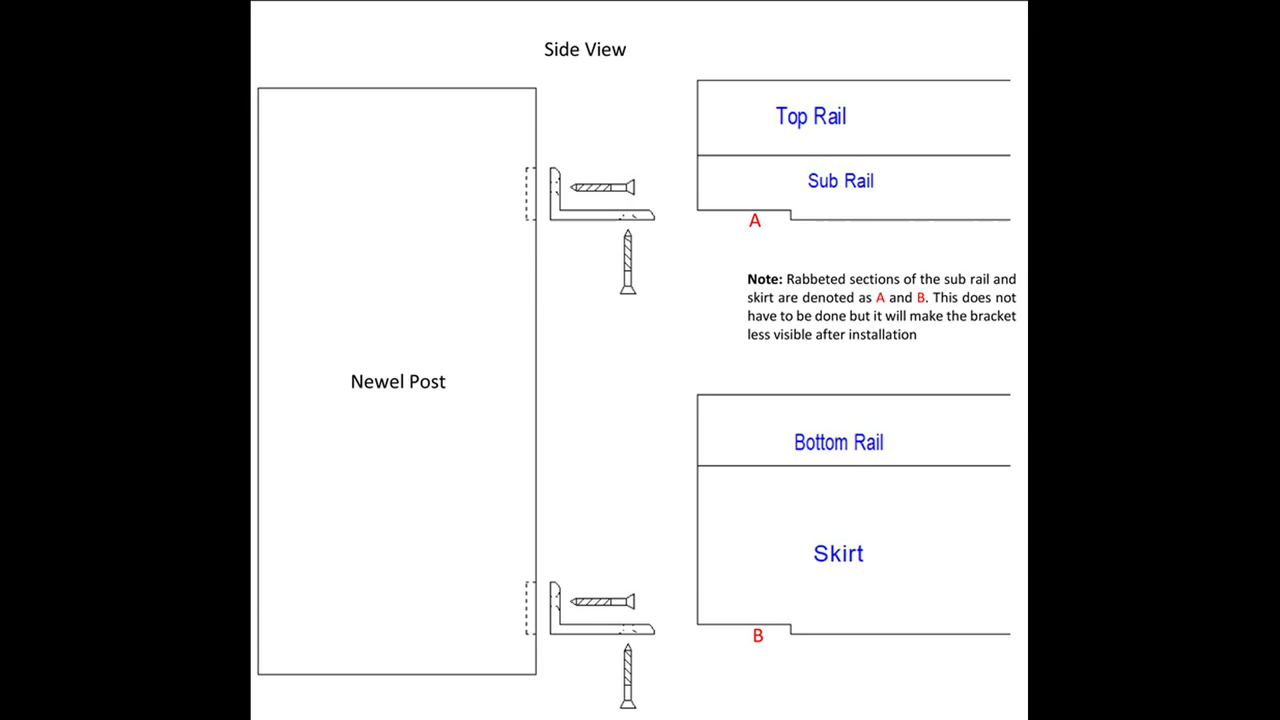 Side View
Top Rail
Sub Rail
A
Note: Rabbeted sections of the sub rail and
skirt are denoted as A and B. This does not
have to be done but it will make the bracket
less visible after installation
Newel Post
Bottom Rail
Skirt
B